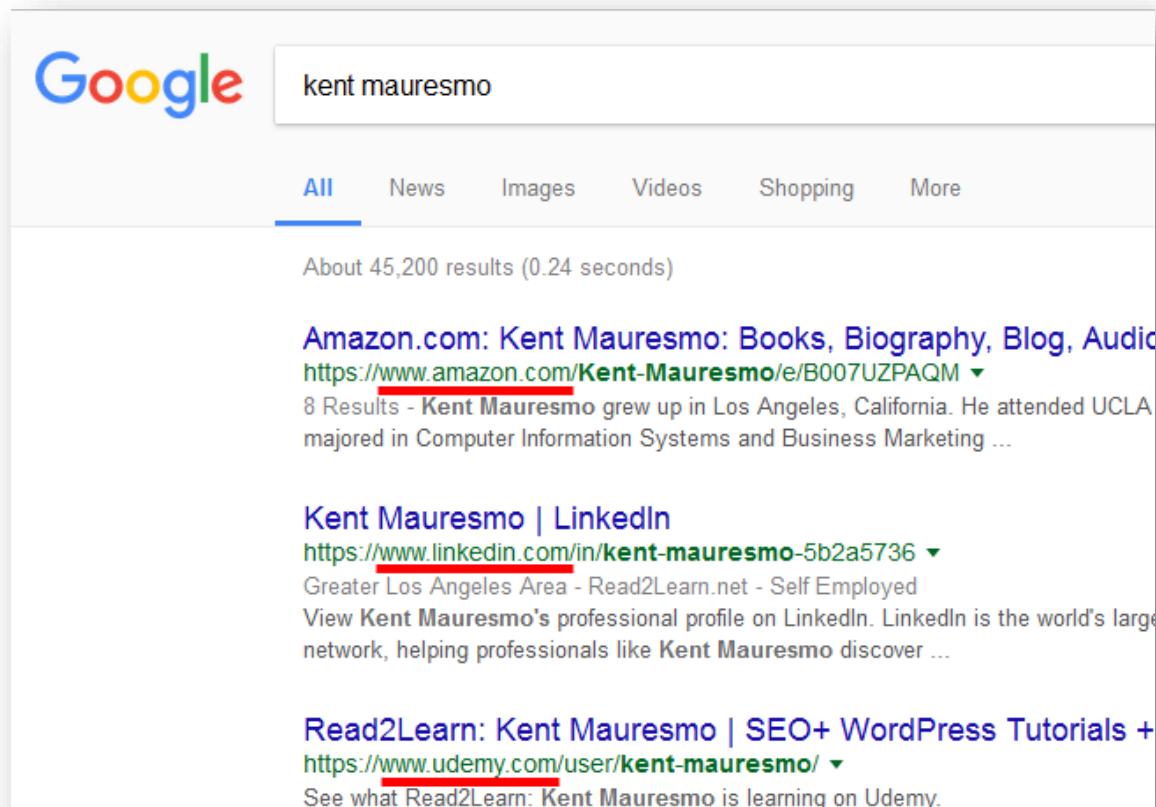 Google
kent mauresmo
All News Images Videos Shopping More
About 45,200 results (0.24 seconds)
Amazon.com: Kent Mauresmo: Books, Biography, Blog, Audio
https://www.amazon.com/Kent-Mauresmo/e/B007UZPAQM
8 Results - Kent Mauresmo grew up in Los Angeles, California. He attended UCLA
majored in Computer Information Systems and Business Marketing ...
Kent Mauresmo | LinkedIn
https://www.linkedin.com/in/kent-mauresmo-5b2a5736
Greater Los Angeles Area - Read2Learn.net - Self Employed
View Kent Mauresmo's professional profile on LinkedIn. LinkedIn is the world's large
network, helping professionals like Kent Mauresmo discover ...
Read2Learn: Kent Mauresmo | SEO+ WordPress Tutorials +
https://www.udemy.com/user/kent-mauresmo/
See what Read2Learn: Kent Mauresmo is learning on Udemy.